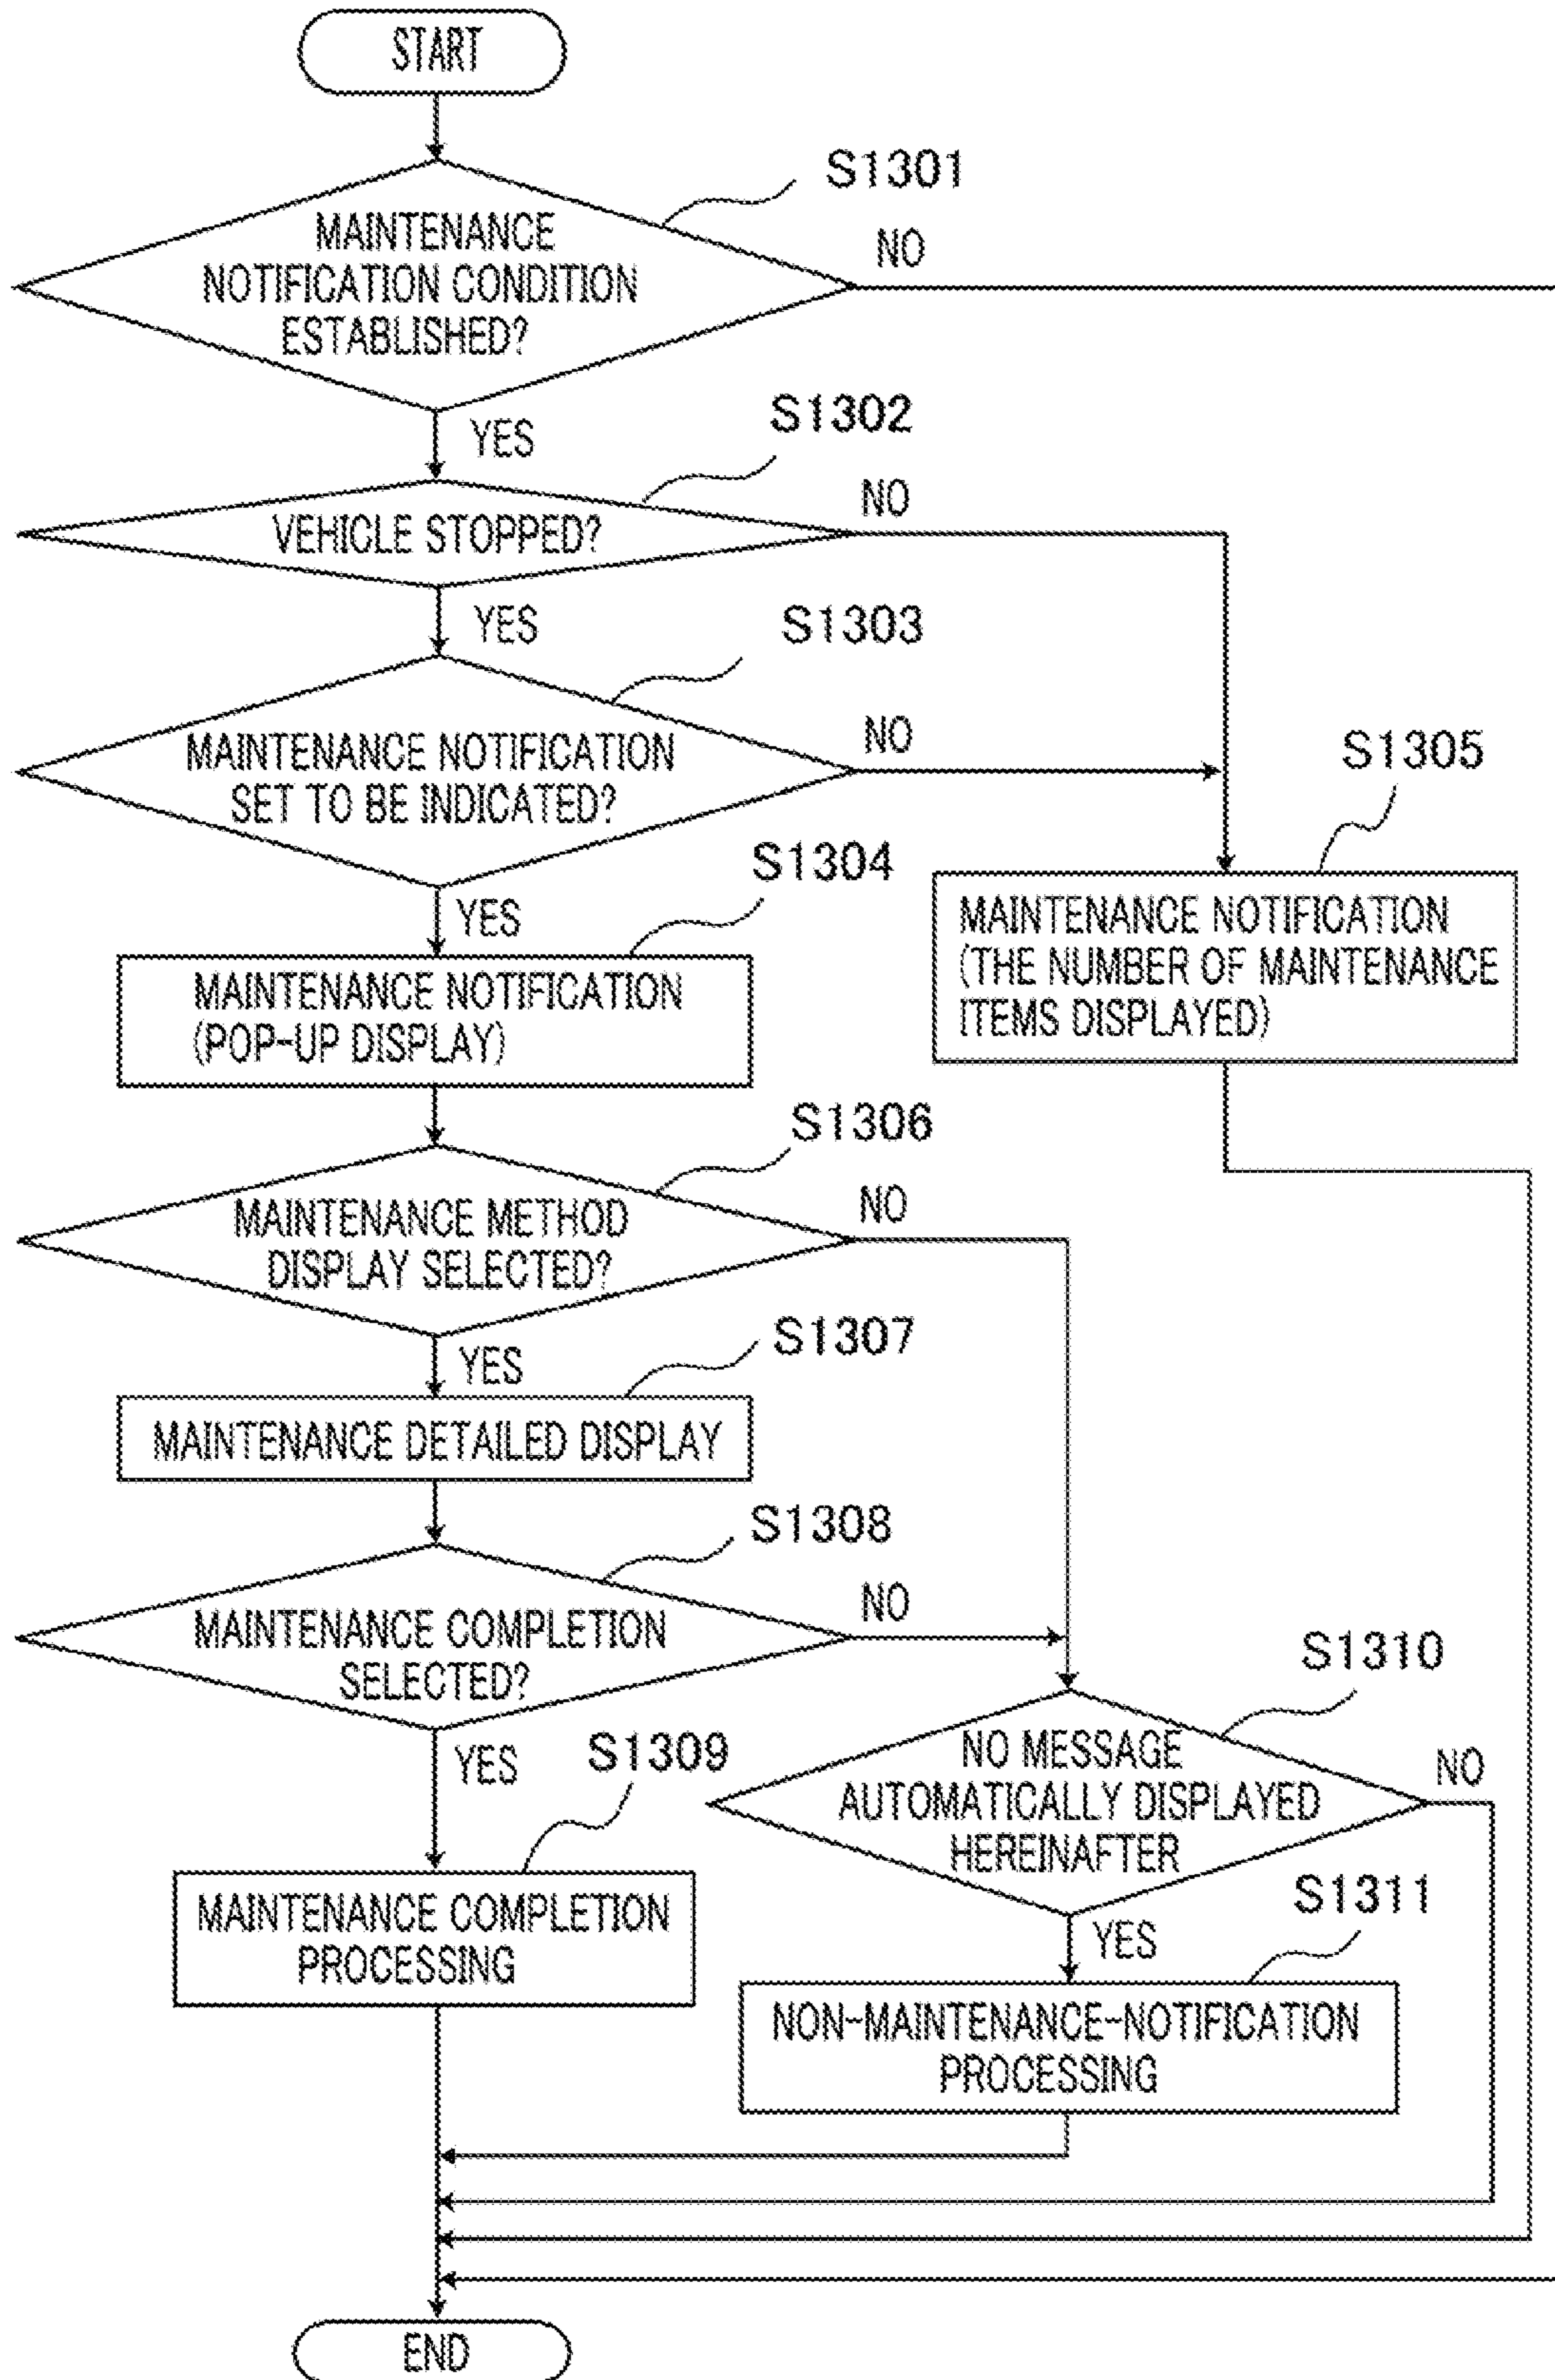 START
S1301
MAINTENANCE
NOTIFICATION CONDITION
ESTABLISHED?
NO
YES
S1302
VEHICLE STOPPED?
NO
YES
S1303
MAINTENANCE NOTIFICATION
SET TO BE INDICATED?
NO
YES
S1304
MAINTENANCE NOTIFICATION
(POP-UP DISPLAY)
S1305
MAINTENANCE NOTIFICATION
(THE NUMBER OF MAINTENANCE
ITEMS DISPLAYED)
S1306
MAINTENANCE METHOD
DISPLAY SELECTED?
NO
YES
S1307
MAINTENANCE DETAILED DISPLAY
S1308
MAINTENANCE COMPLETION
SELECTED?
NO
YES
S1309
MAINTENANCE COMPLETION
PROCESSING
S1310
NO MESSAGE
AUTOMATICALLY DISPLAYED
HEREINAFTER
NO
YES
S1311
NON-MAINTENANCE-NOTIFICATION
PROCESSING
END